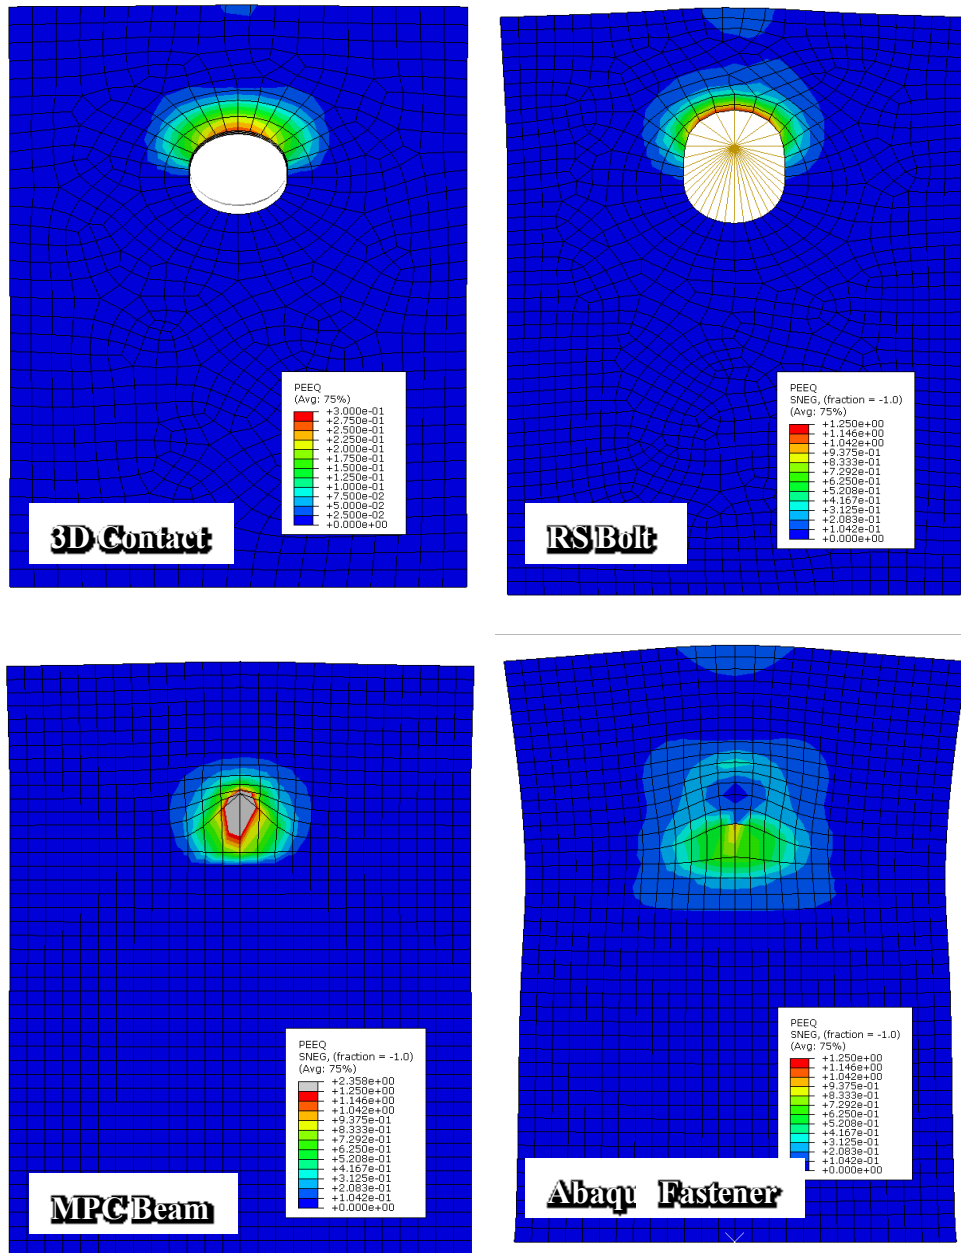 PEEQ
(Avg: 75%)
+3.000e-01
+2.750e-01
+2.500e-01
+2.250e-01
+2.000e-01
+1.750e-01
+1.500e-01
+1.250e-01
+1.000e-01
+7.500e-02
+5.000e-02
+2.500e-02
+0.000e+00
3D Contact
PEEQ
SNEG, (fraction = -1.0)
(Avg: 75%)
+1.250e+00
+1.146e+00
+1.042e+00
+9.375e-01
+8.333e-01
+7.292e-01
+6.250e-01
+5.208e-01
+4.167e-01
+3.125e-01
+2.083e-01
+1.042e-01
+0.000e+00
RS Bolt
PEEQ
SNEG, (fraction = -1.0)
(Avg: 75%)
+2.358e+00
+1.250e+00
+1.146e+00
+1.042e+00
+9.375e-01
+8.333e-01
+7.292e-01
+6.250e-01
+5.208e-01
+4.167e-01
+3.125e-01
+2.083e-01
+1.042e-01
+0.000e+00
MPC Beam
PEEQ
SNEG, (fraction = -1.0)
(Avg: 75%)
+1.250e+00
+1.146e+00
+1.042e+00
+9.375e-01
+8.333e-01
+7.292e-01
+6.250e-01
+5.208e-01
+4.167e-01
+3.125e-01
+2.083e-01
+1.042e-01
+0.000e+00
Abaqu Fastener